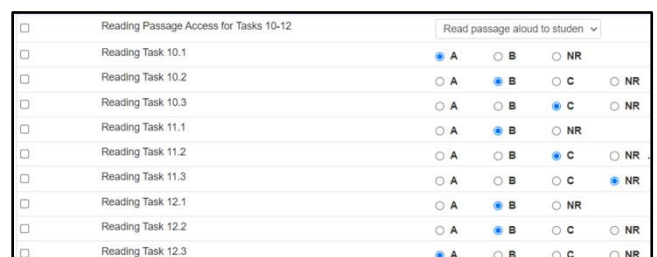 Reading Passage Access for Tasks 10-12 Read passage aloud to studen
Reading Task 10.1 A B NR
Reading Task 10.2 A B C NR
Reading Task 10.3 A B C NR
Reading Task 11.1 A B NR
Reading Task 11.2 A B C NR .
Reading Task 11.3 A B C NR
Reading Task 12.1 A B NR
Reading Task 12.2 A B C NR
Reading Task 12.3 A B C NR